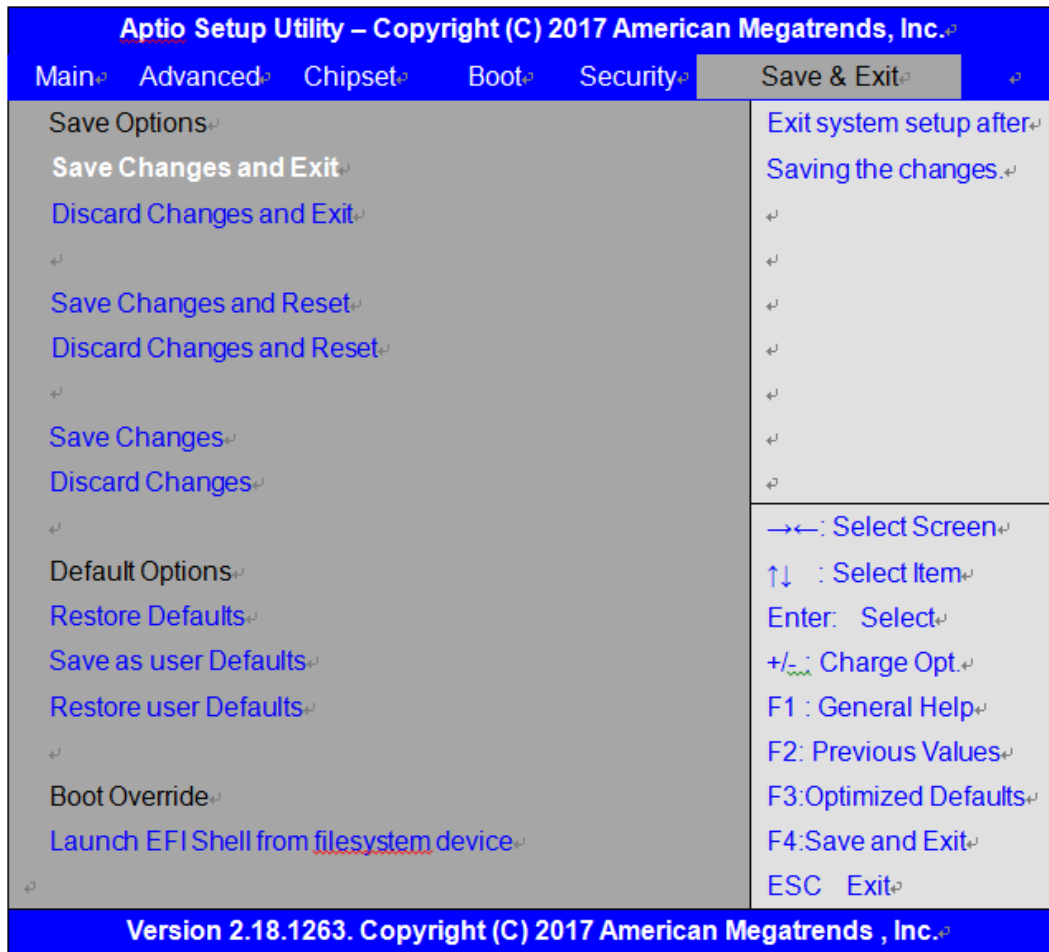 Aptio Setup Utility – Copyright (C) 2017 American Megatrends, Inc.
Main Advanced Chipset Boot Security Save & Exit
Save Options
Save Changes and Exit
Discard Changes and Exit
Save Changes and Reset
Discard Changes and Reset
Save Changes
Discard Changes
Default Options
Restore Defaults
Save as user Defaults
Restore user Defaults
Boot Override
Launch EFI Shell from filesystem device
Exit system setup after
Saving the changes.
→←: Select Screen
↑↓ : Select Item
Enter: Select
+/- : Charge Opt.
F1 : General Help
F2: Previous Values
F3:Optimized Defaults
F4:Save and Exit
ESC Exit
Version 2.18.1263. Copyright (C) 2017 American Megatrends , Inc.